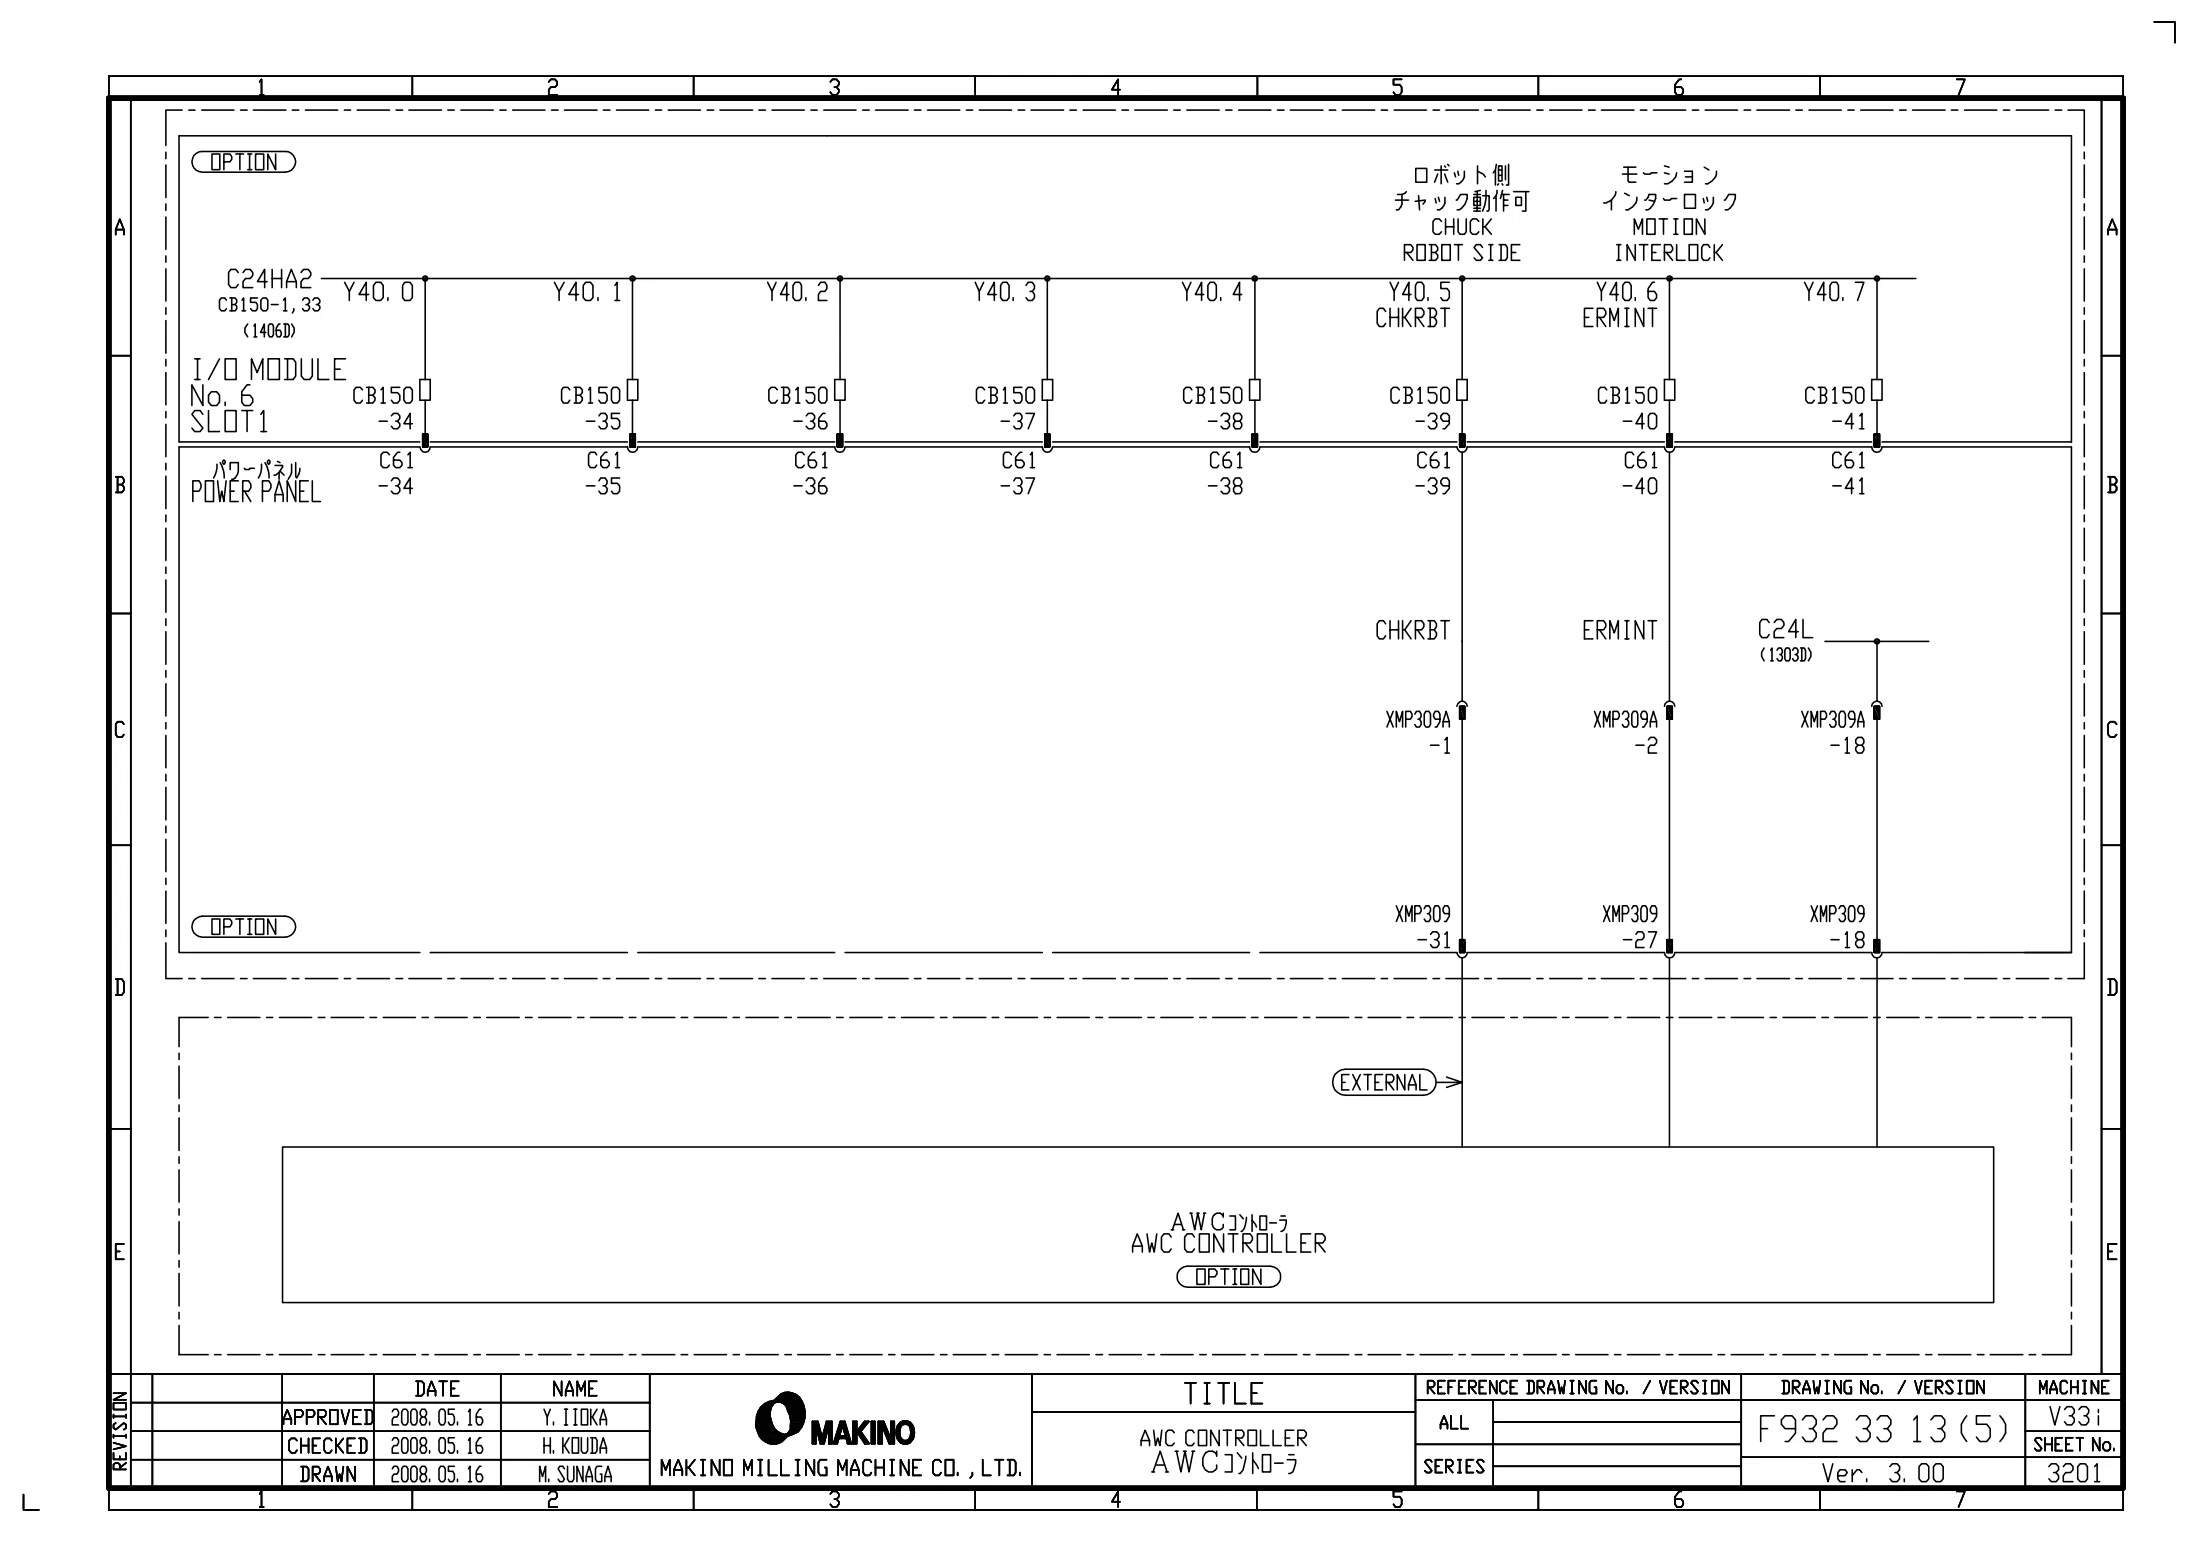 1 2 3 4 5 6 7
OPTION
ロボット側
チャック動作可
CHUCK
ROBOT SIDE
モーション
インターロック
MOTION
INTERLOCK
A A
C24HA2
CB150-1,33
(1406D)
Y40.0 Y40.1 Y40.2 Y40.3 Y40.4 Y40.5 Y40.6 Y40.7
CHKRBT ERMINT
I/O MODULE
No.6
SLOT1
CB150 CB150 CB150 CB150 CB150 CB150 CB150 CB150
-34 -35 -36 -37 -38 -39 -40 -41
パワーパネル
POWER PANEL
C61 C61 C61 C61 C61 C61 C61 C61
-34 -35 -36 -37 -38 -39 -40 -41
B B
CHKRBT ERMINT C24L
(1303D)
C C
XMP309A XMP309A XMP309A
-1 -2 -18
OPTION
XMP309 XMP309 XMP309
-31 -27 -18
D D
EXTERNAL
AWCコントローラ
AWC CONTROLLER
OPTION
E E
REVISION
DATE NAME
APPROVED 2008.05.16 Y.IIOKA
CHECKED 2008.05.16 H.KOUDA
DRAWN 2008.05.16 M.SUNAGA
MAKINO
MAKINO MILLING MACHINE CO.,LTD.
TITLE
AWC CONTROLLER
AWCコントローラ
REFERENCE DRAWING No. / VERSION
ALL
SERIES
DRAWING No. / VERSION
F932 33 13(5)
Ver. 3.00
MACHINE
V33i
SHEET No.
3201
1 2 3 4 5 6 7